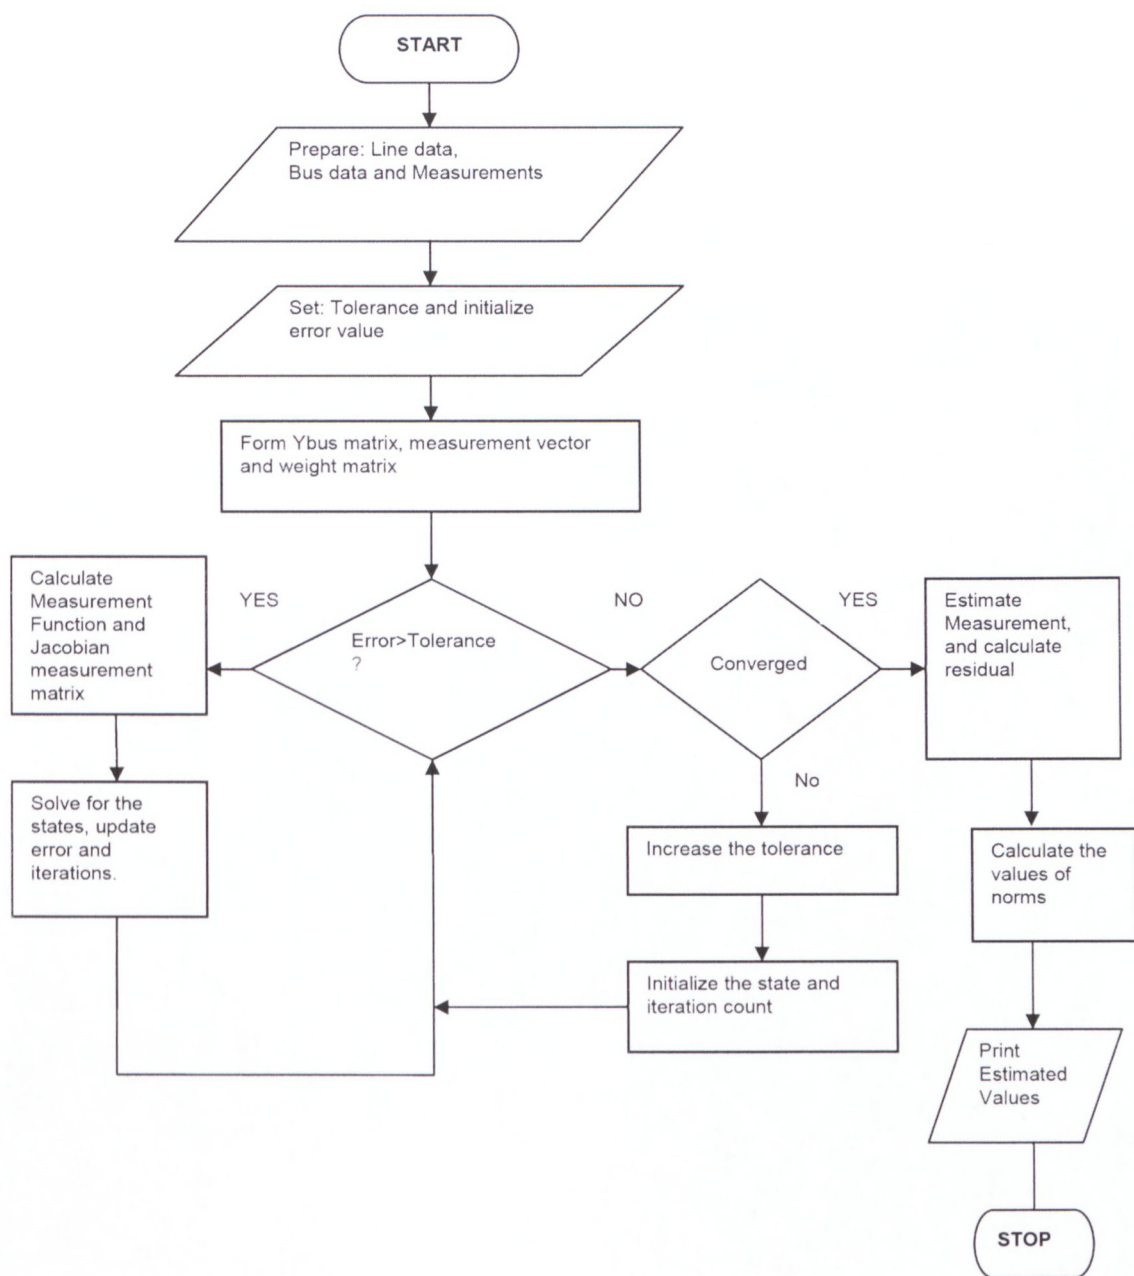 START
Prepare: Line data,
Bus data and Measurements
Set: Tolerance and initialize
error value
Form Ybus matrix, measurement vector
and weight matrix
Calculate
Measurement
Function and
Jacobian
measurement
matrix
YES
Error>Tolerance
?
NO
Converged
YES
Estimate
Measurement,
and calculate
residual
No
Solve for the
states, update
error and
iterations.
Increase the tolerance
Calculate the
values of
norms
Initialize the state and
iteration count
Print
Estimated
Values
STOP